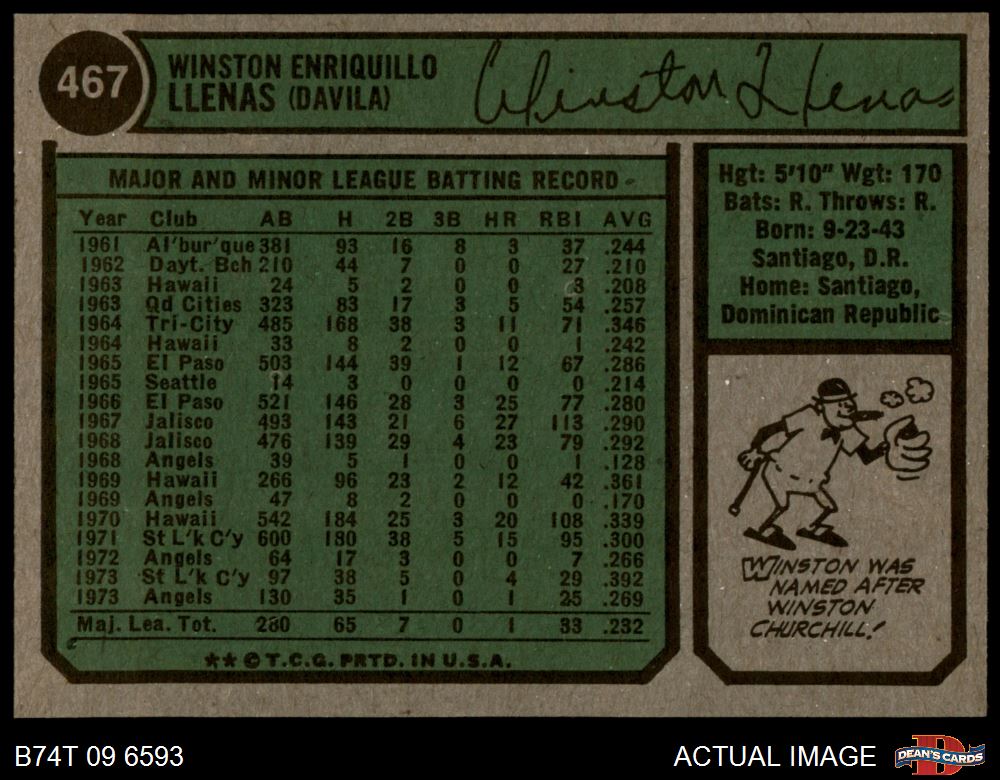 467
WINSTON ENRIQUILLO
LLENAS (DAVILA)
Winston Llenas
MAJOR AND MINOR LEAGUE BATTING RECORD
Year Club AB H 2B 3B HR RBI AVG
1961 Al'bur'que 381 93 16 8 3 37 .244
1962 Dayt. Bch 210 44 7 0 0 27 .210
1963 Hawaii 24 5 2 0 0 3 .208
1963 Qd Cities 323 83 17 3 5 54 .257
1964 Tri-City 485 168 38 3 11 71 .346
1964 Hawaii 33 8 2 0 0 1 .242
1965 El Paso 503 144 39 1 12 67 .286
1965 Seattle 14 3 0 0 0 0 .214
1966 El Paso 521 146 28 3 25 77 .280
1967 Jalisco 493 143 21 6 27 113 .290
1968 Jalisco 476 139 29 4 23 79 .292
1968 Angels 39 5 1 0 0 1 .128
1969 Hawaii 266 96 23 2 12 42 .361
1969 Angels 47 8 2 0 0 0 .170
1970 Hawaii 542 184 25 3 20 108 .339
1971 St L'k C'y 600 180 38 5 15 95 .300
1972 Angels 64 17 3 0 0 7 .266
1973 St L'k C'y 97 38 5 0 4 29 .392
1973 Angels 130 35 1 0 1 25 .269
Maj. Lea. Tot. 280 65 7 0 1 33 .232
★★ © T.C.G. PRTD. IN U.S.A.
Hgt: 5'10" Wgt: 170
Bats: R. Throws: R.
Born: 9-23-43
Santiago, D.R.
Home: Santiago,
Dominican Republic
WINSTON WAS
NAMED AFTER
WINSTON
CHURCHILL!
B74T 09 6593
ACTUAL IMAGE
D
DEAN'S CARDS